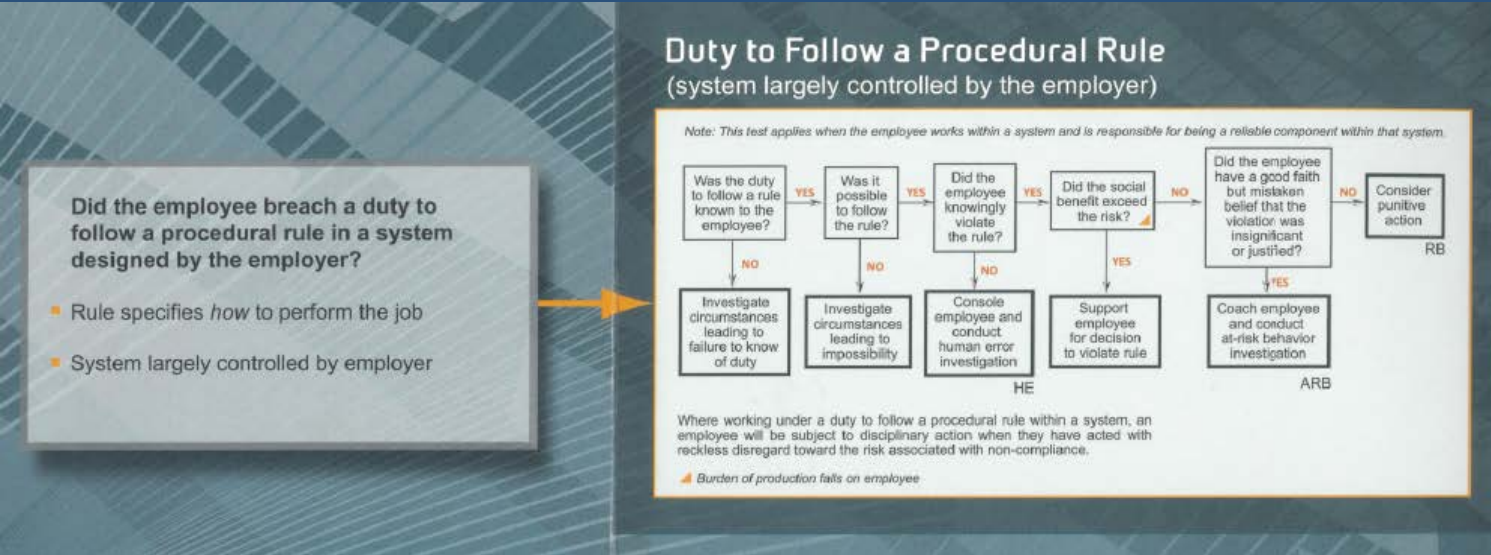 Duty to Follow a Procedural Rule
(system largely controlled by the employer)
Did the employee breach a duty to
follow a procedural rule in a system
designed by the employer?
Rule specifies how to perform the job
System largely controlled by employer
Note: This test applies when the employee works within a system and is responsible for being a reliable component within that system.
Was the duty
to follow a rule
known to the
employee?
YES
Was it
possible
to follow
the rule?
YES
Did the
employee
knowingly
violate
the rule?
YES
Did the social
benefit exceed
the risk?
NO
Did the employee
have a good faith
but mistaken
belief that the
violation was
insignificant
or justified?
NO
Consider
punitive
action
RB
NO
NO
NO
YES
YES
Investigate
circumstances
leading to
failure to know
of duty
Investigate
circumstances
leading to
impossibility
Console
employee and
conduct
human error
investigation
HE
Support
employee
for decision
to violate rule
Coach employee
and conduct
at-risk behavior
investigation
ARB
Where working under a duty to follow a procedural rule within a system, an
employee will be subject to disciplinary action when they have acted with
reckless disregard toward the risk associated with non-compliance.
Burden of production falls on employee